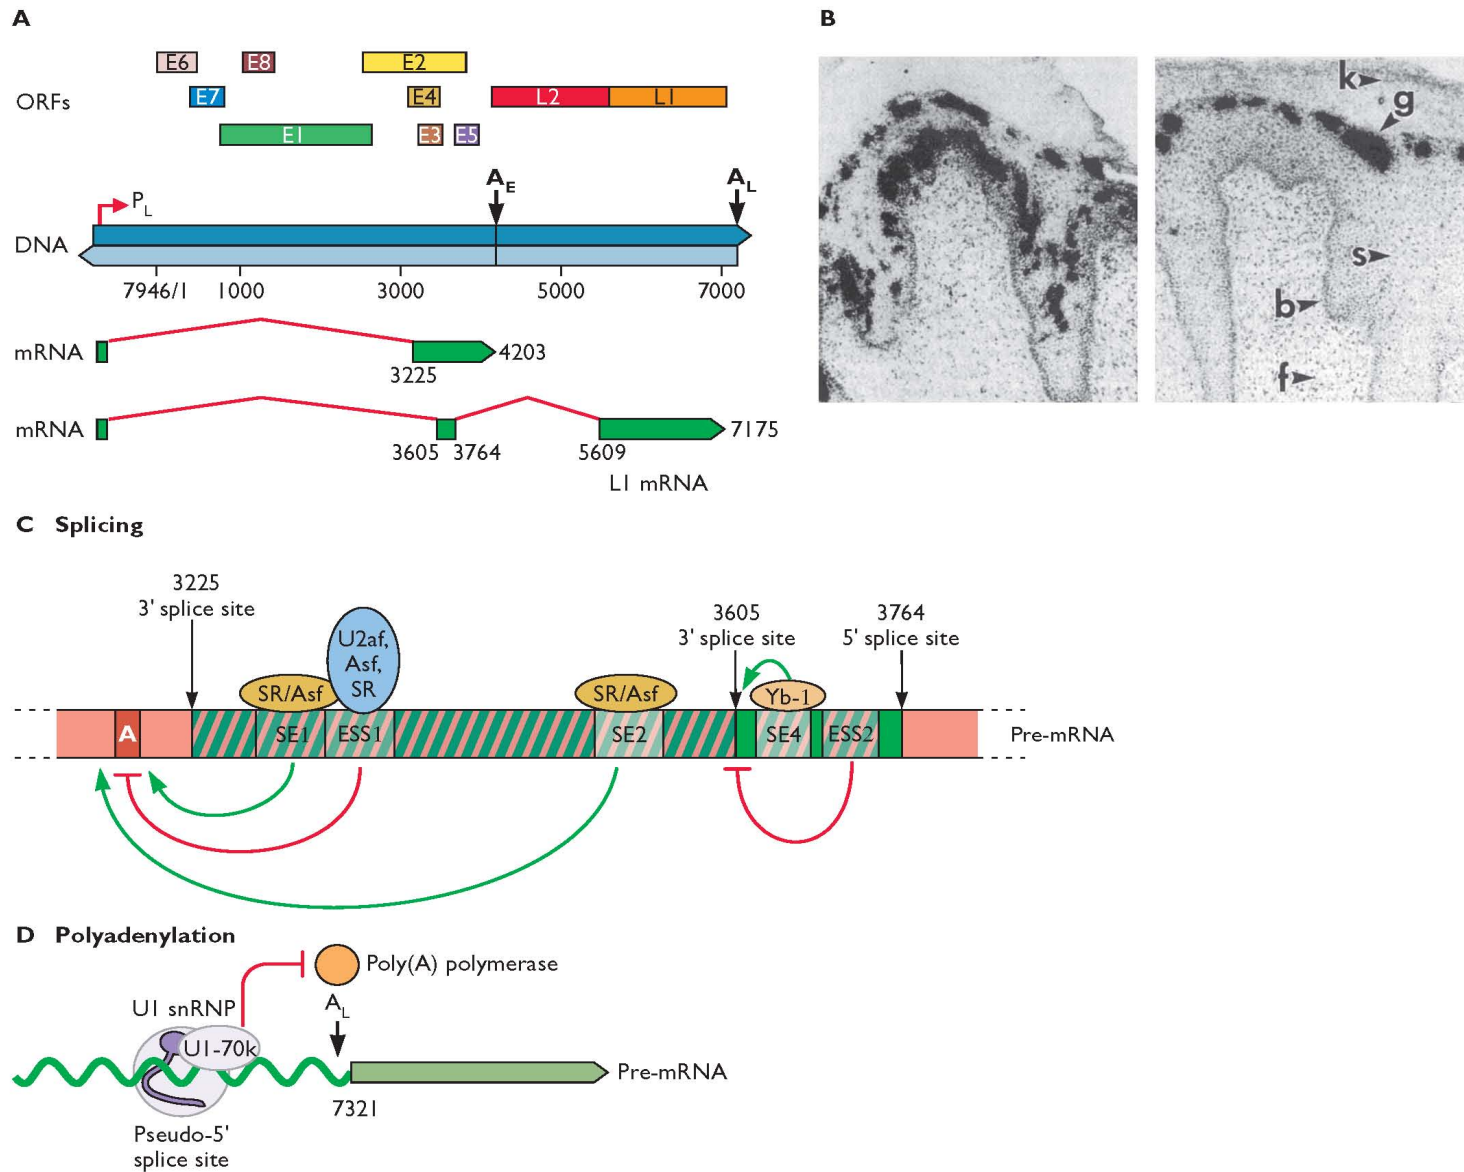 A
E6
E8
E2
ORFs
E7
E4
L2
L1
E1
E3
E5
PL
AE
AL
DNA
7946/1
1000
3000
5000
7000
mRNA
3225
4203
mRNA
3605
3764
5609
7175
L1 mRNA
B
k
g
s
b
f
C Splicing
3225
3' splice site
3605
3' splice site
3764
5' splice site
U2af,
Asf,
SR
SR/Asf
SR/Asf
Yb-1
A
SE1
ESS1
SE2
SE4
ESS2
Pre-mRNA
D Polyadenylation
Poly(A) polymerase
U1 snRNP
AL
U1-70k
Pre-mRNA
7321
Pseudo-5'
splice site